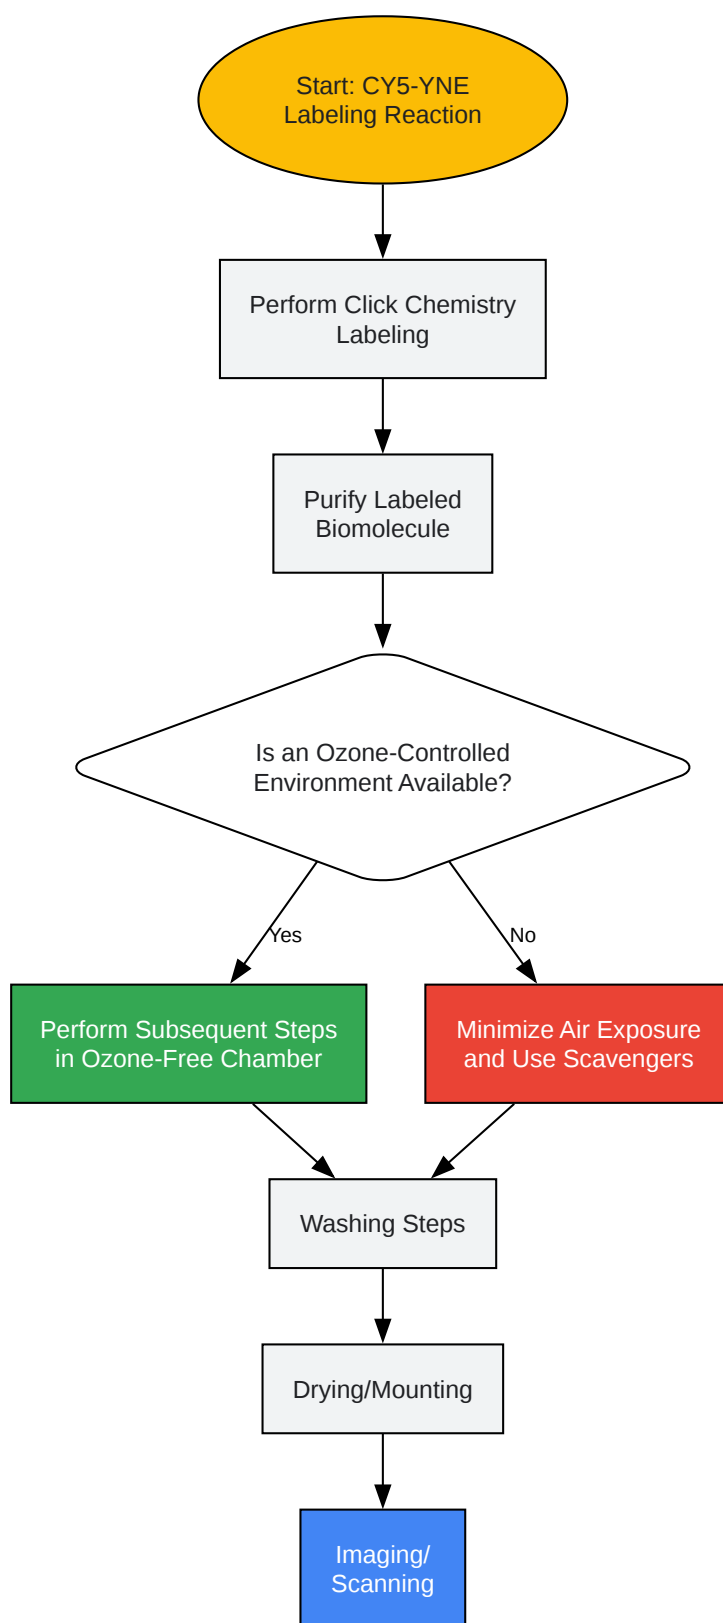 Start: CY5-YNE
Labeling Reaction
Perform Click Chemistry
Labeling
Purify Labeled
Biomolecule
Is an Ozone-Controlled
Environment Available?
Yes
No
Perform Subsequent Steps
in Ozone-Free Chamber
Minimize Air Exposure
and Use Scavengers
Washing Steps
Drying/Mounting
Imaging/
Scanning